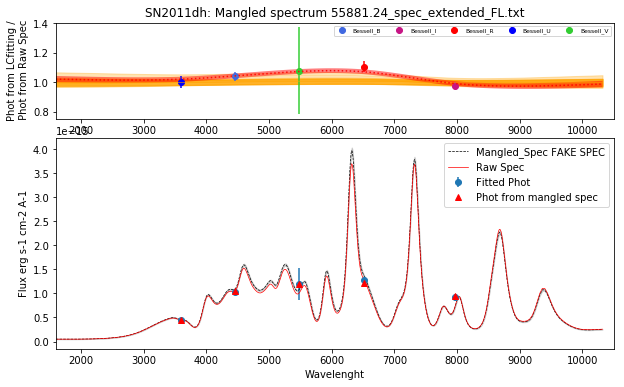 SN2011dh: Mangled spectrum 55881.24_spec_extended_FL.txt
Phot from LCfitting /
Phot from Raw Spec
1.4
1.2
1.0
0.8
Bessell_B
Bessell_I
Bessell_R
Bessell_U
Bessell_V
2000 3000 4000 5000 6000 7000 8000 9000 10000
Flux erg s-1 cm-2 A-1
4.0
3.5
3.0
2.5
2.0
1.5
1.0
0.5
0.0
Mangled_Spec FAKE SPEC
Raw Spec
Fitted Phot
Phot from mangled spec
2000 3000 4000 5000 6000 7000 8000 9000 10000
Wavelenght